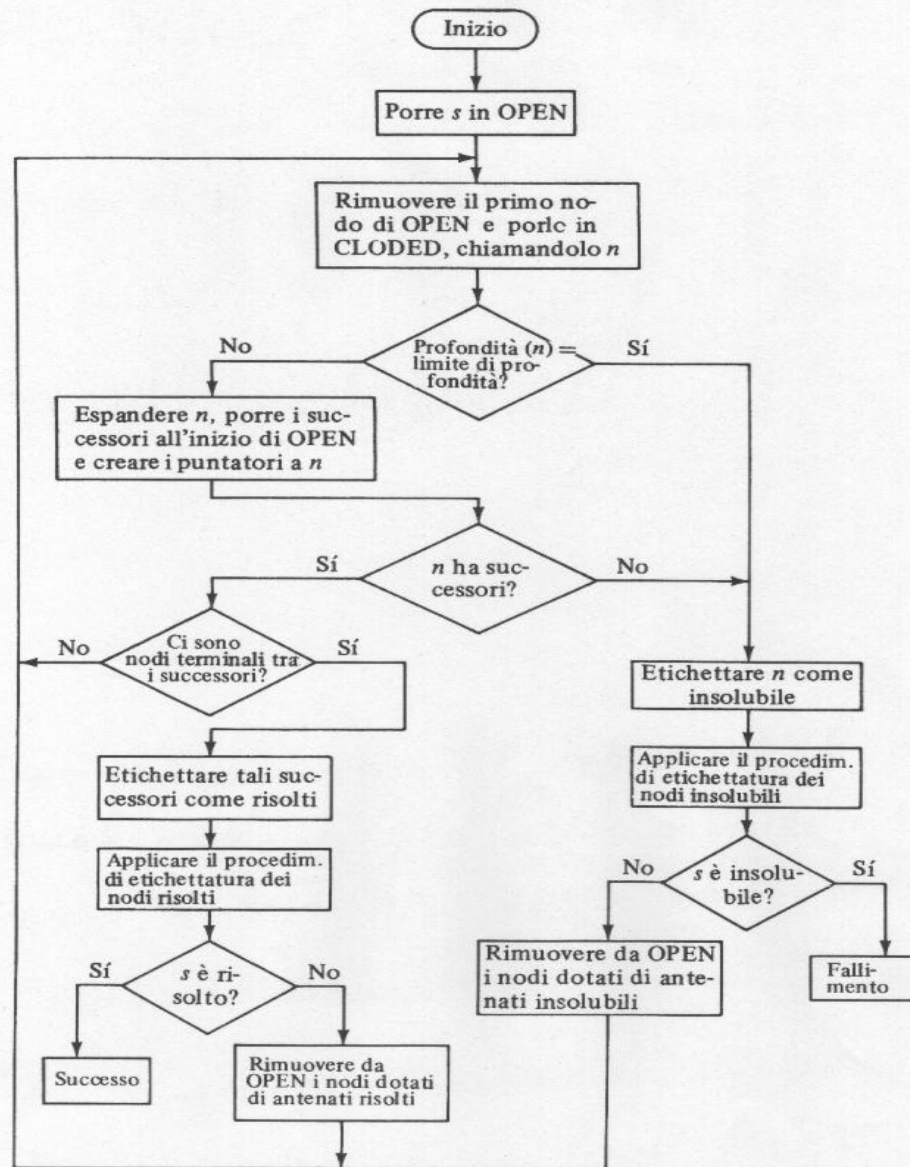 Inizio
Porre s in OPEN
Rimuovere il primo no-
do di OPEN e porlc in
CLODED, chiamandolo n
Profondità (n) =
limite di pro-
fondità?
No
Sí
Espandere n, porre i suc-
cessori all'inizio di OPEN
e creare i puntatori a n
n ha suc-
cessori?
Sí
No
Ci sono
nodi terminali tra
i successori?
No
Sí
Etichettare n come
insolubile
Etichettare tali suc-
cessori come risolti
Applicare il procedim.
di etichettatura dei
nodi insolubili
Applicare il procedim.
di etichettatura dei
nodi risolti
s è insolu-
bile?
No
Sí
s è ri-
solto?
Sí
No
Rimuovere da OPEN
i nodi dotati di ante-
nati insolubili
Falli-
mento
Successo
Rimuovere da
OPEN i nodi dotati
di antenati risolti